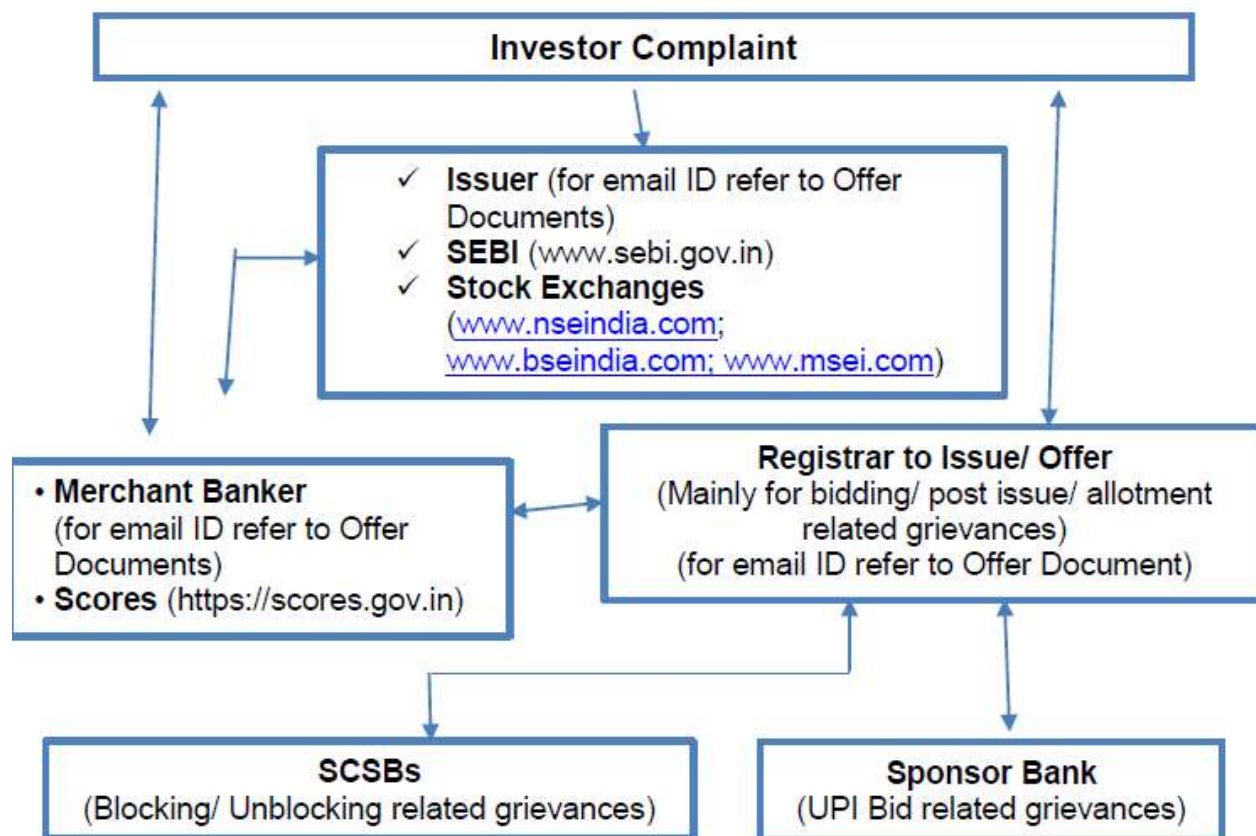 Investor Complaint
✓ Issuer (for email ID refer to Offer
Documents)
✓ SEBI (www.sebi.gov.in)
✓ Stock Exchanges
(www.nseindia.com;
www.bseindia.com; www.msei.com)
• Merchant Banker
(for email ID refer to Offer
Documents)
• Scores (https://scores.gov.in)
Registrar to Issue/ Offer
(Mainly for bidding/ post issue/ allotment
related grievances)
(for email ID refer to Offer Document)
SCSBs
(Blocking/ Unblocking related grievances)
Sponsor Bank
(UPI Bid related grievances)